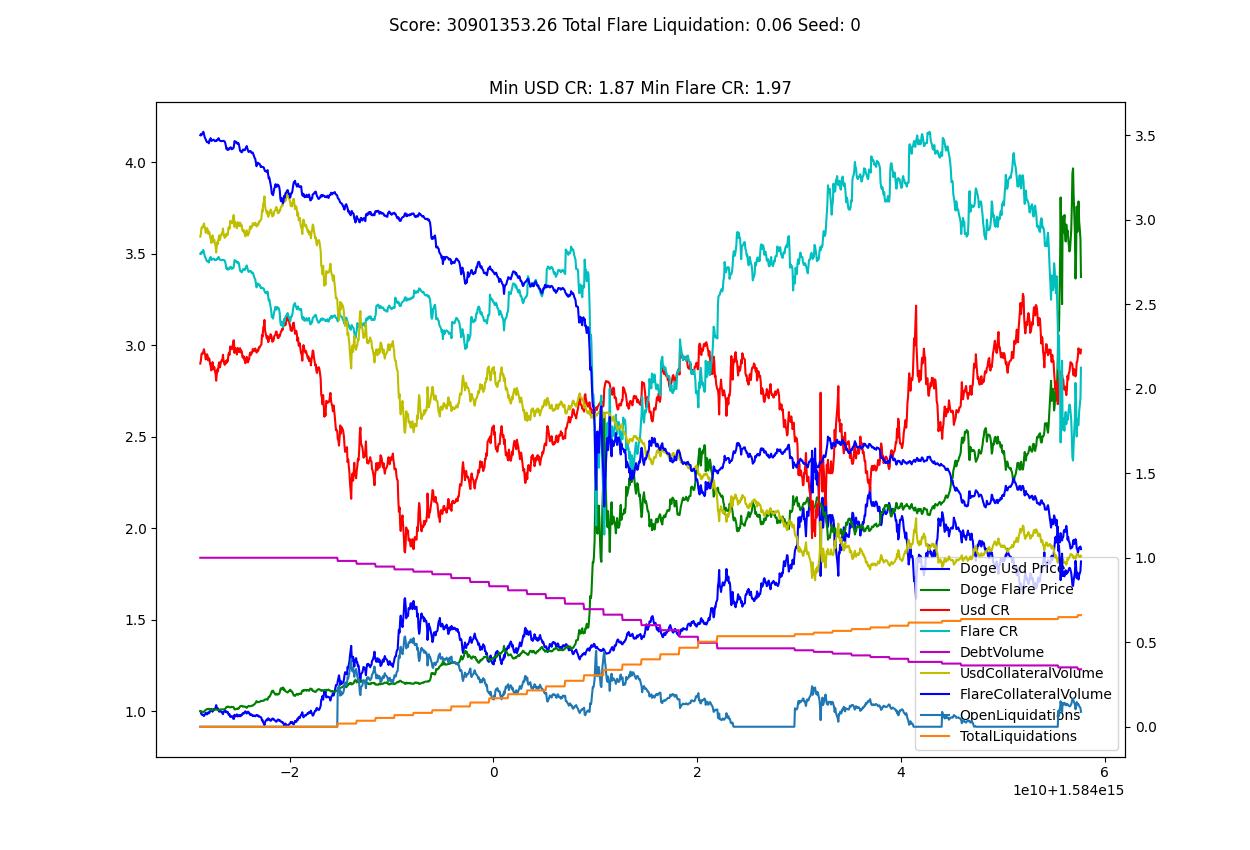 Score: 30901353.26 Total Flare Liquidation: 0.06 Seed: 0
Min USD CR: 1.87 Min Flare CR: 1.97
4.0
3.5
3.0
2.5
2.0
1.5
1.0
3.5
3.0
2.5
2.0
1.5
1.0
0.5
0.0
Doge Usd Price
Doge Flare Price
Usd CR
Flare CR
DebtVolume
UsdCollateralVolume
FlareCollateralVolume
OpenLiquidations
TotalLiquidations
−2 0 2 4 6
1e10+1.584e15